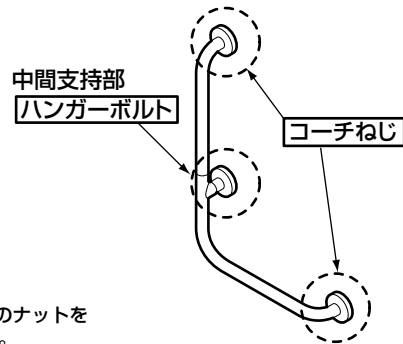 中間支持部
ハンガーボルト
コーチねじ
のナットを
。